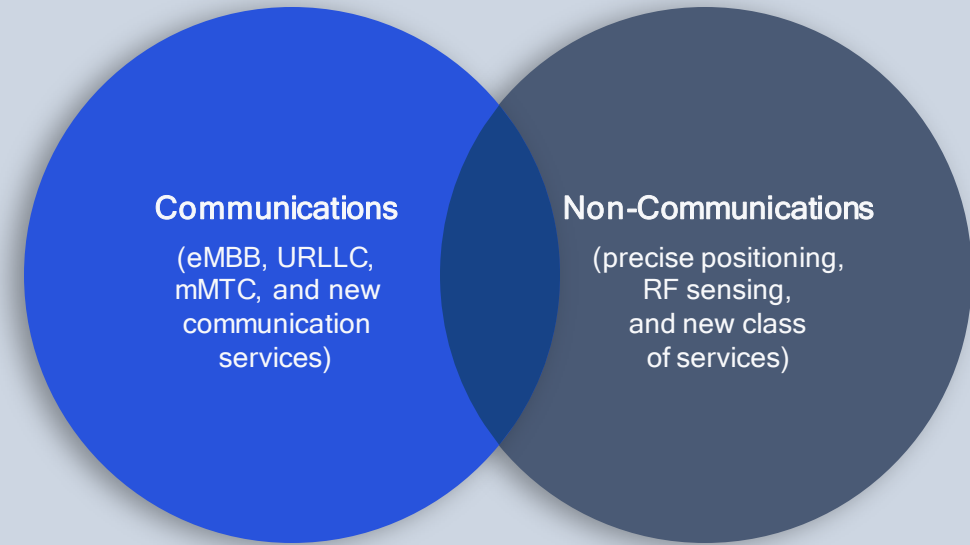 Communications
(eMBB, URLLC,
mMTC, and new
communication
services)
Non-Communications
(precise positioning,
RF sensing,
and new class
of services)